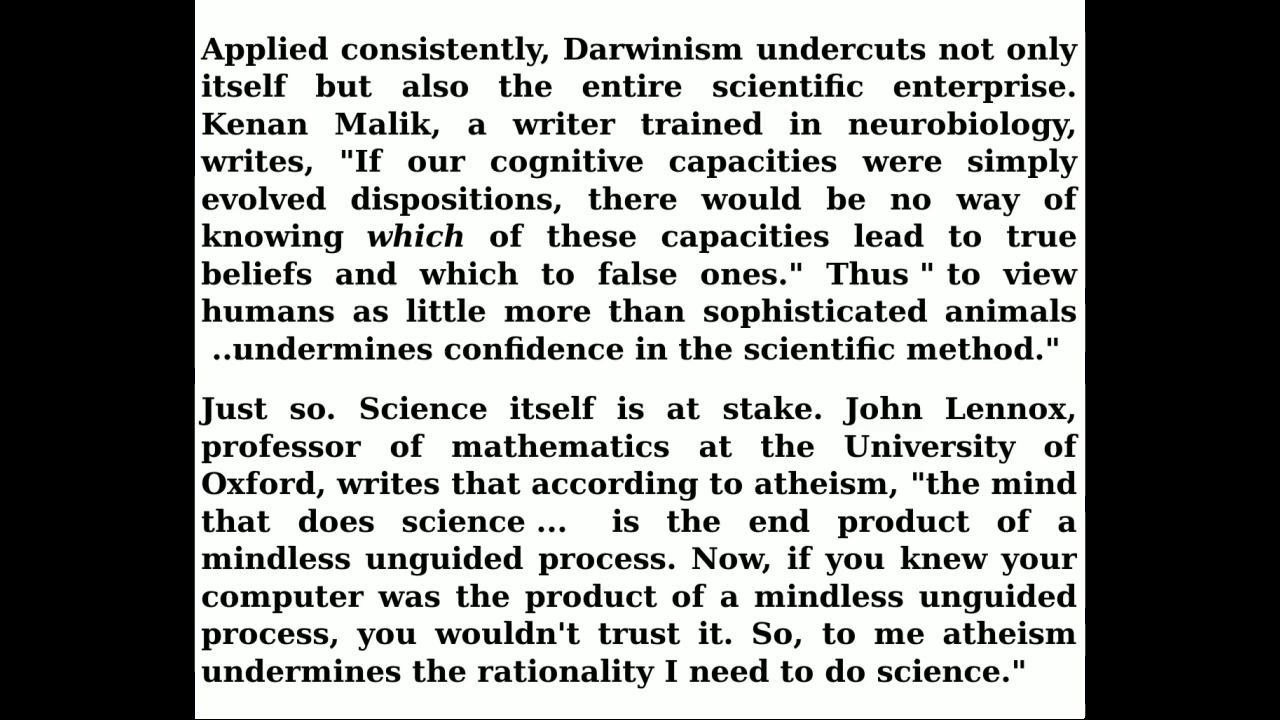 Applied consistently, Darwinism undercuts not only
itself but also the entire scientific enterprise.
Kenan Malik, a writer trained in neurobiology,
writes, "If our cognitive capacities were simply
evolved dispositions, there would be no way of
knowing which of these capacities lead to true
beliefs and which to false ones." Thus " to view
humans as little more than sophisticated animals
..undermines confidence in the scientific method."
Just so. Science itself is at stake. John Lennox,
professor of mathematics at the University of
Oxford, writes that according to atheism, "the mind
that does science ... is the end product of a
mindless unguided process. Now, if you knew your
computer was the product of a mindless unguided
process, you wouldn't trust it. So, to me atheism
undermines the rationality I need to do science."